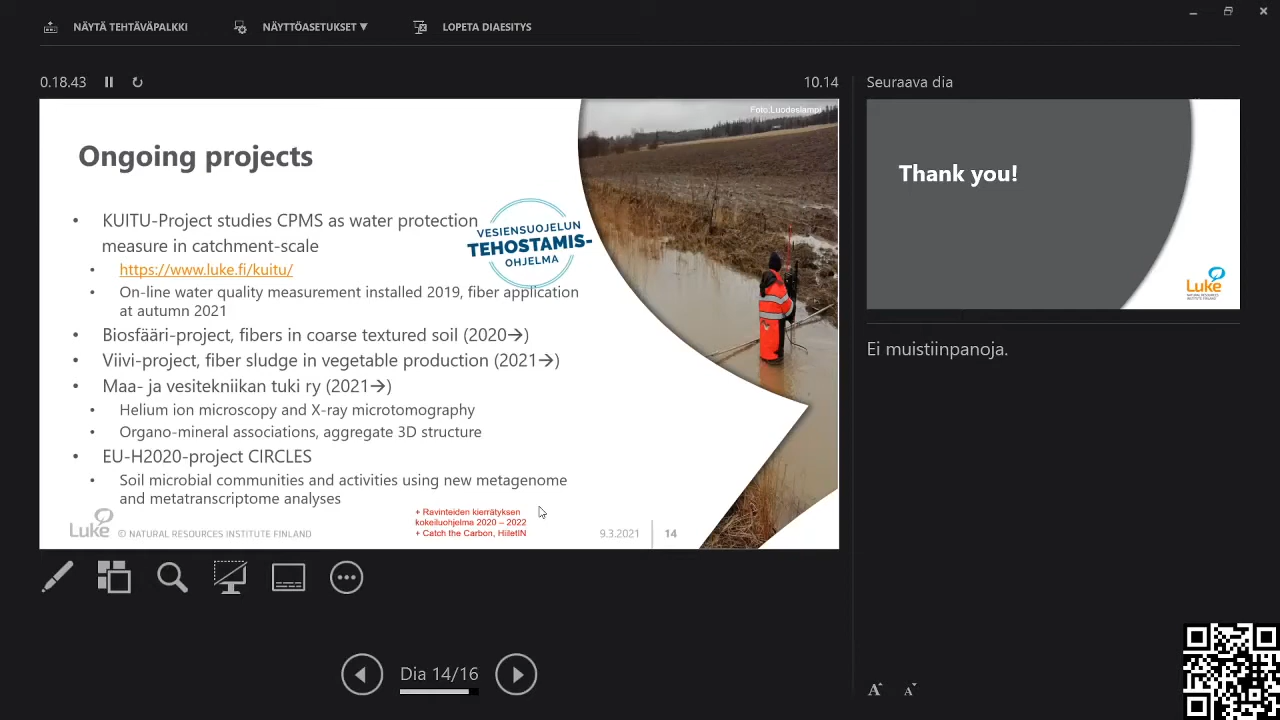 NÄYTÄ TEHTÄVÄPALKKI
NÄYTTÖASETUKSET ▼
LOPETA DIAESITYS
0.18.43
10.14
Seuraava dia
Foto.Luodeslampi
Ongoing projects
• KUITU-Project studies CPMS as water protection
measure in catchment-scale
• https://www.luke.fi/kuitu/
• On-line water quality measurement installed 2019, fiber application
at autumn 2021
• Biosfääri-project, fibers in coarse textured soil (2020→)
• Viivi-project, fiber sludge in vegetable production (2021→)
• Maa- ja vesitekniikan tuki ry (2021→)
• Helium ion microscopy and X-ray microtomography
• Organo-mineral associations, aggregate 3D structure
• EU-H2020-project CIRCLES
• Soil microbial communities and activities using new metagenome
and metatranscriptome analyses
VESIENSUOJELUN
TEHOSTAMIS-
OHJELMA
+ Ravinteiden kierrätyksen
kokeiluohjelma 2020 – 2022
+ Catch the Carbon, HiiletIN
Luke
© NATURAL RESOURCES INSTITUTE FINLAND
9.3.2021
14
Thank you!
Luke
NATURAL RESOURCES
INSTITUTE FINLAND
Ei muistiinpanoja.
Dia 14/16
A
A